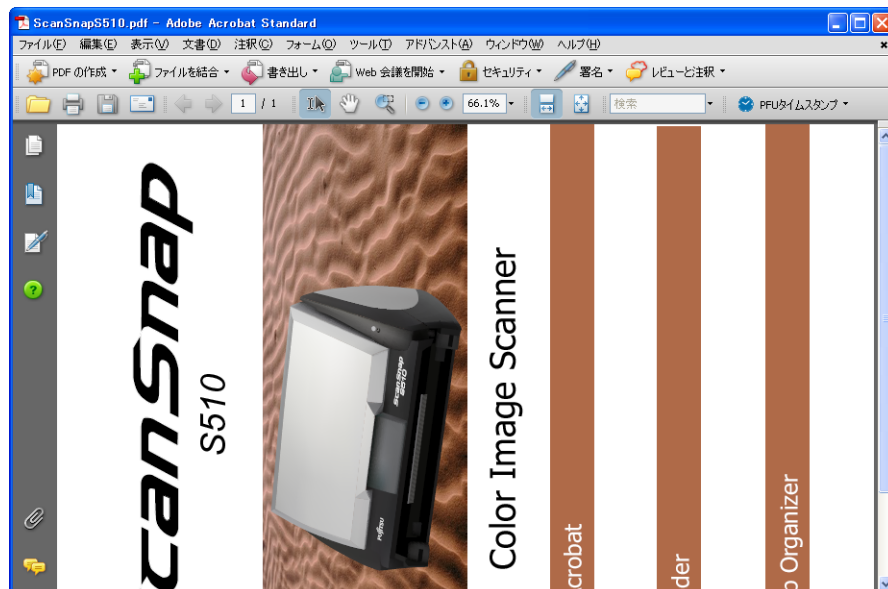 ScanSnapS510.pdf - Adobe Acrobat Standard
ファイル(F) 編集(E) 表示(V) 文書(D) 注釈(C) フォーム(O) ツール(T) アドバンスト(A) ウィンドウ(W) ヘルプ(H)
PDF の作成 ファイルを結合 書き出し Web 会議を開始 セキュリティ 署名 レビューと注釈
1 / 1 66.1% 検索 PFUタイムスタンプ
canSnap
S510
ScanSnap
S510
FUJITSU
Color Image Scanner
crobat
der
o Organizer